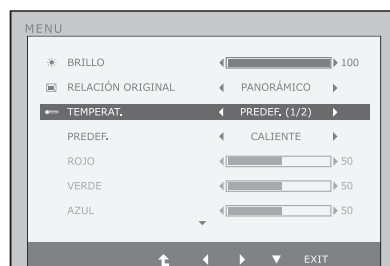 MENU
BRILLO 100
RELACIÓN ORIGINAL PANORÁMICO
TEMPERAT. PREDEF. (1/2)
PREDEF. CALIENTE
ROJO 50
VERDE 50
AZUL 50
EXIT